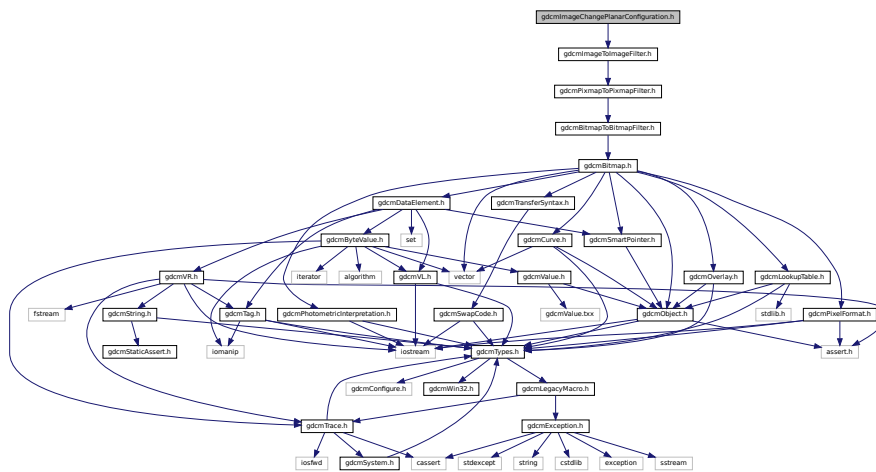 gdcmImageChangePlanarConfiguration.h
gdcmImageToImageFilter.h
gdcmPixmapToPixmapFilter.h
gdcmBitmapToBitmapFilter.h
gdcmBitmap.h
gdcmDataElement.h
gdcmTransferSyntax.h
gdcmByteValue.h
set
gdcmCurve.h
gdcmSmartPointer.h
gdcmVR.h
iterator
algorithm
gdcmVL.h
vector
gdcmValue.h
gdcmOverlay.h
gdcmLookupTable.h
fstream
gdcmString.h
gdcmTag.h
gdcmPhotometricInterpretation.h
gdcmSwapCode.h
gdcmValue.txx
gdcmObject.h
stdlib.h
gdcmPixelFormat.h
gdcmStaticAssert.h
iomanip
iostream
gdcmTypes.h
assert.h
gdcmConfigure.h
gdcmWin32.h
gdcmLegacyMacro.h
gdcmTrace.h
gdcmException.h
iosfwd
gdcmSystem.h
cassert
stdexcept
string
cstdlib
exception
sstream